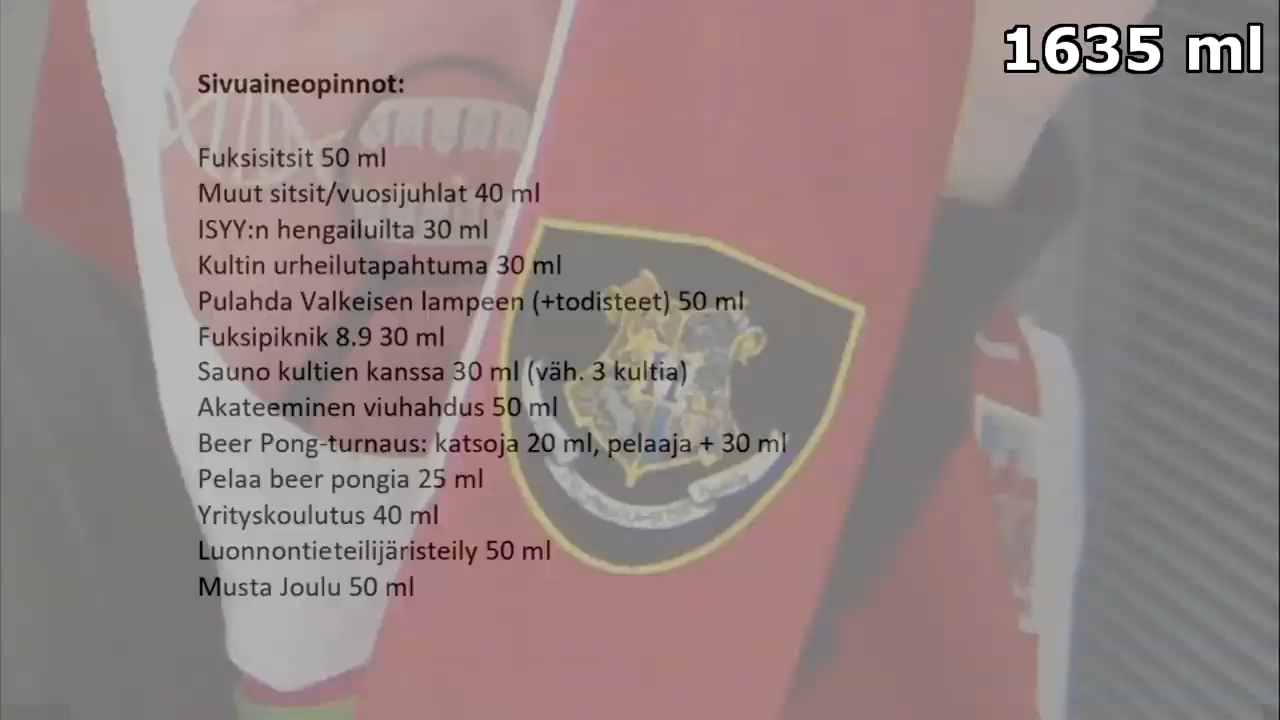 1635 ml
Sivuaineopinnot:
Fuksisitsit 50 ml
Muut sitsit/vuosijuhlat 40 ml
ISYY:n hengailuilta 30 ml
Kultin urheilutapahtuma 30 ml
Pulahda Valkeisen lampeen (+todisteet) 50 ml
Fuksipiknik 8.9 30 ml
Sauno kultien kanssa 30 ml (väh. 3 kultia)
Akateeminen viuhahdus 50 ml
Beer Pong-turnaus: katsoja 20 ml, pelaaja + 30 ml
Pelaa beer pongia 25 ml
Yrityskoulutus 40 ml
Luonnontieteilijäristeily 50 ml
Musta Joulu 50 ml